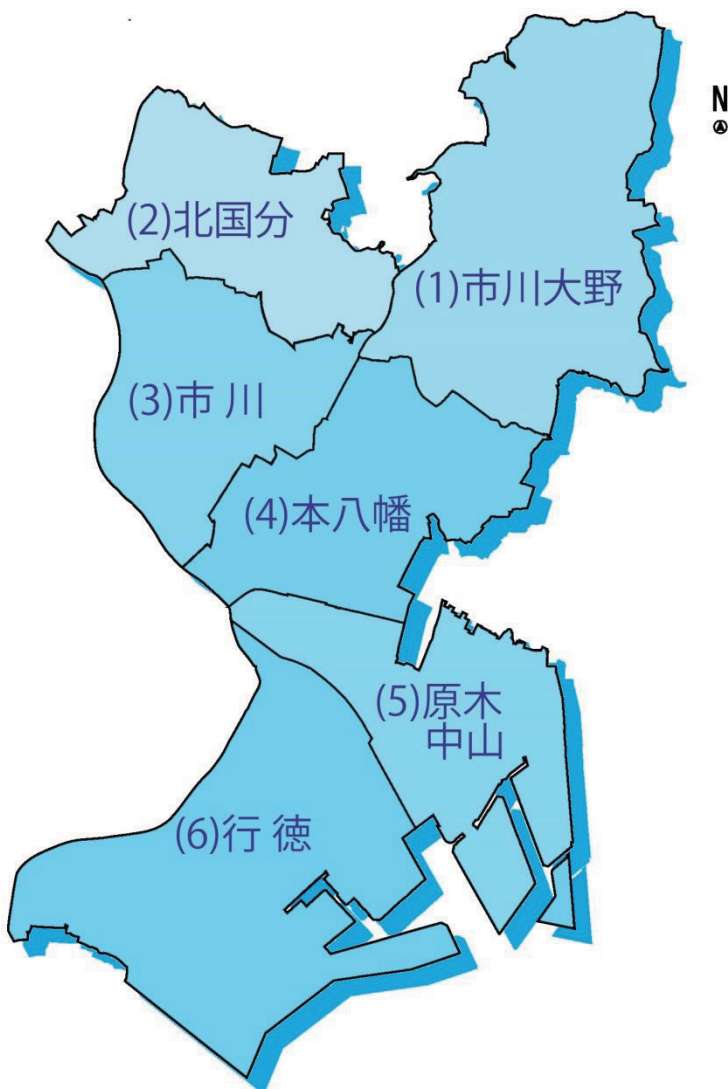 N
(2)北国分
(1)市川大野
(3)市 川
(4)本八幡
(5)原木
中山
(6)行 徳